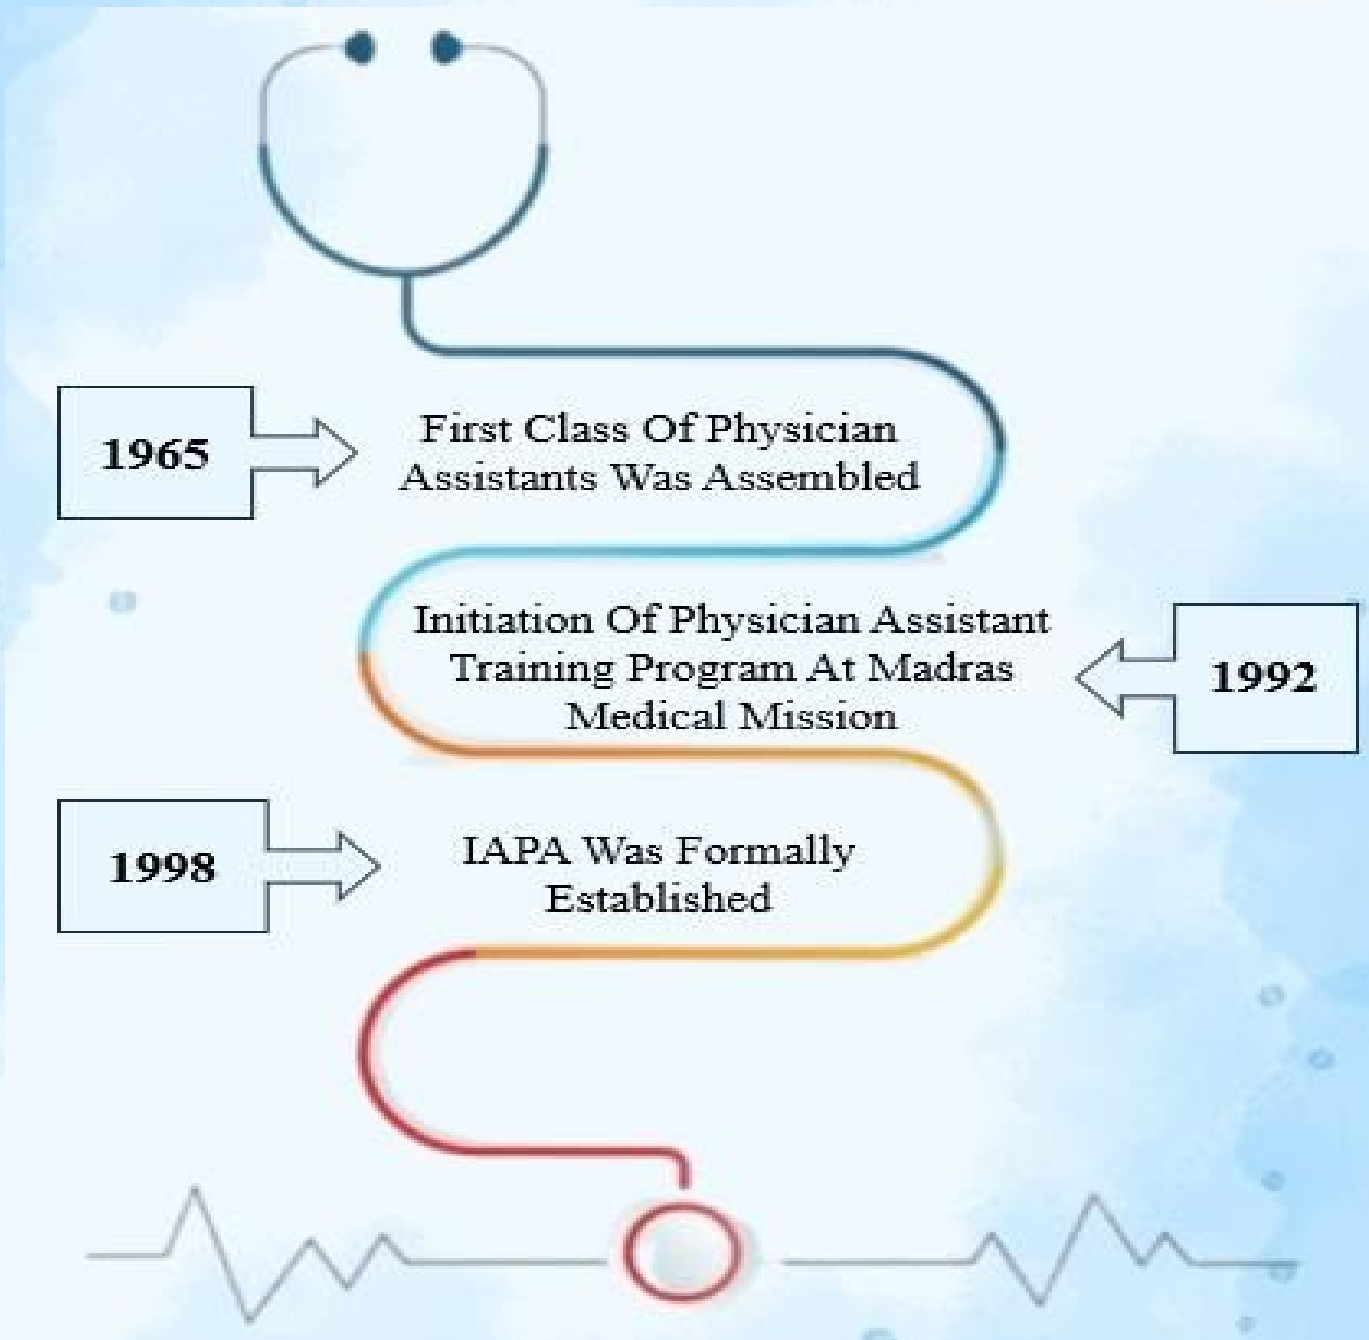 1965
First Class Of Physician
Assistants Was Assembled
Initiation Of Physician Assistant
Training Program At Madras
Medical Mission
1992
1998
IAPA Was Formally
Established